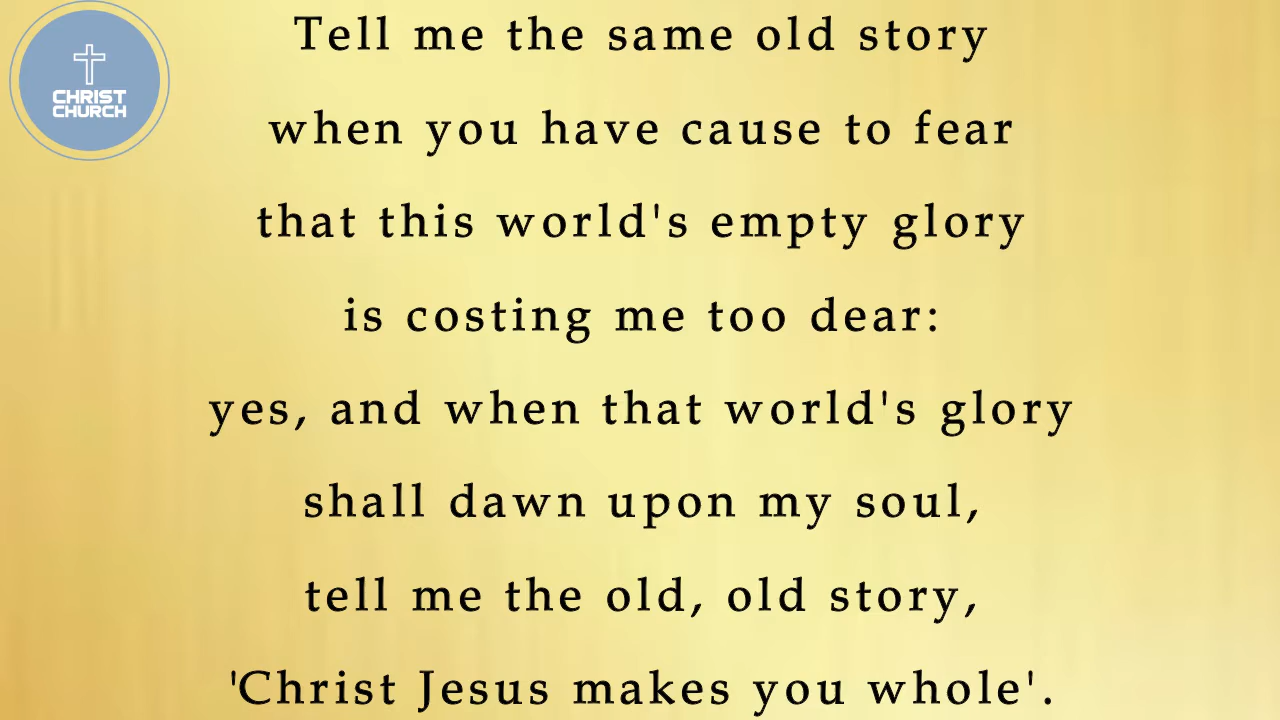 CHRIST
CHURCH
Tell me the same old story
when you have cause to fear
that this world's empty glory
is costing me too dear:
yes, and when that world's glory
shall dawn upon my soul,
tell me the old, old story,
'Christ Jesus makes you whole'.